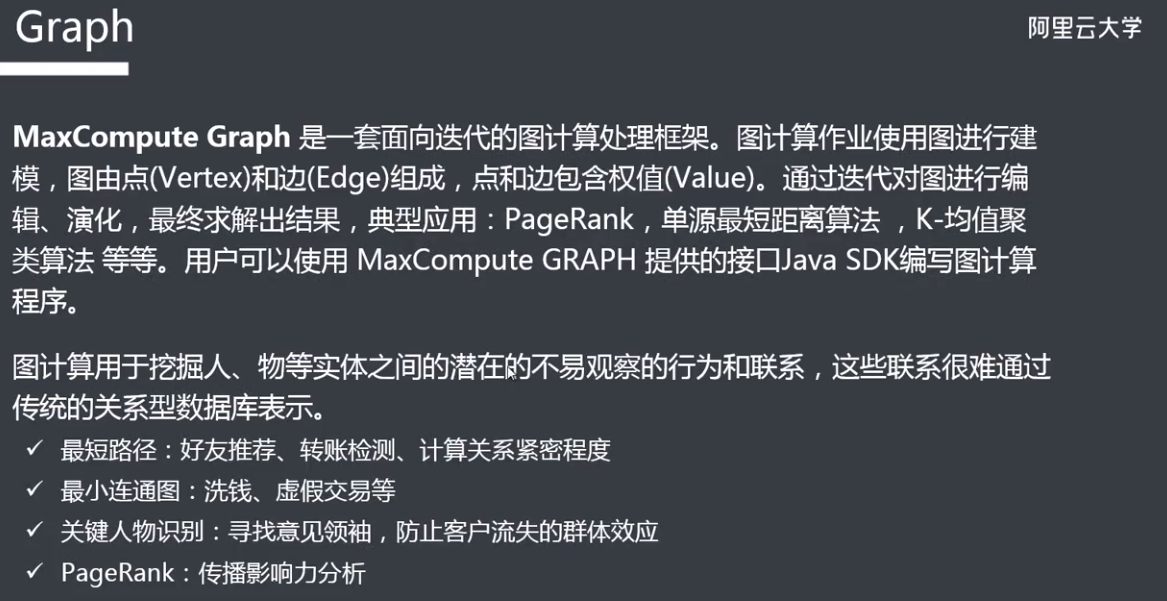 Graph
阿里云大学
MaxCompute Graph 是一套面向迭代的图计算处理框架。图计算作业使用图进行建
模，图由点(Vertex)和边(Edge)组成，点和边包含权值(Value)。通过迭代对图进行编
辑、演化，最终求解出结果，典型应用：PageRank，单源最短距离算法 ，K-均值聚
类算法 等等。用户可以使用 MaxCompute GRAPH 提供的接口Java SDK编写图计算
程序。
图计算用于挖掘人、物等实体之间的潜在的不易观察的行为和联系，这些联系很难通过
传统的关系型数据库表示。
✓ 最短路径：好友推荐、转账检测、计算关系紧密程度
✓ 最小连通图：洗钱、虚假交易等
✓ 关键人物识别：寻找意见领袖，防止客户流失的群体效应
✓ PageRank：传播影响力分析